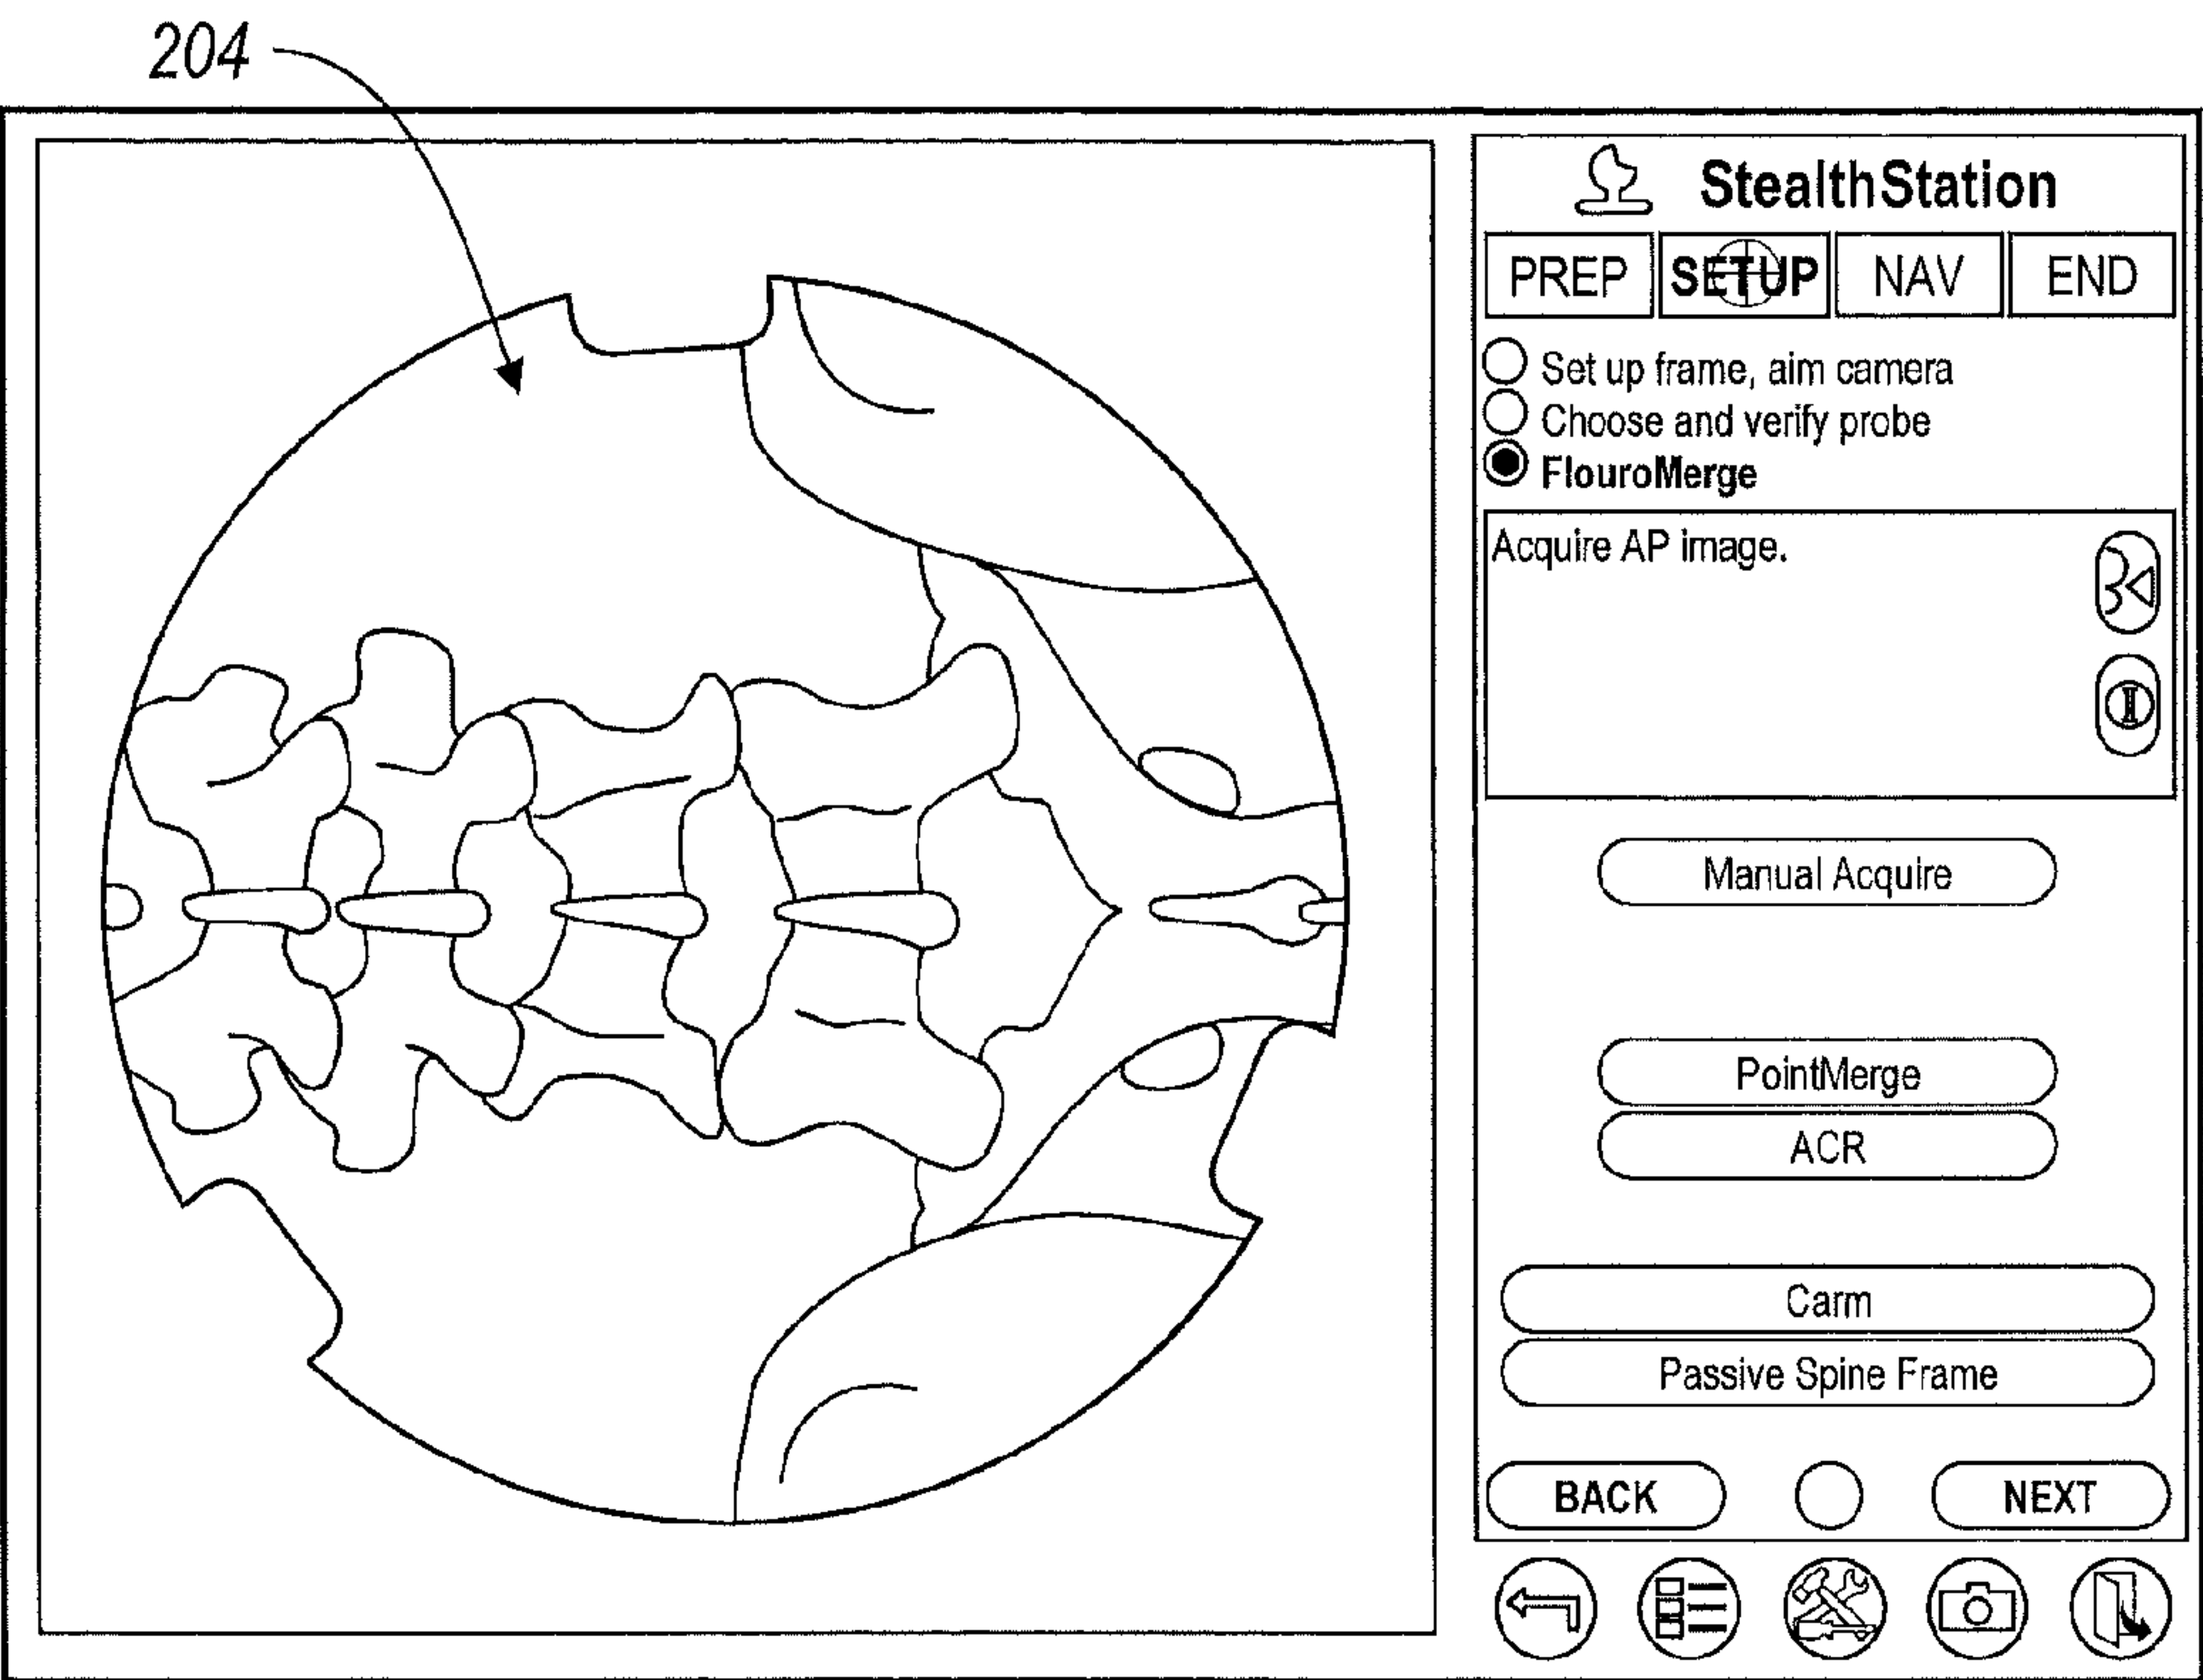 204
StealthStation
PREP SETUP NAV END
Set up frame, aim camera
Choose and verify probe
FlouroMerge
Acquire AP image.
Manual Acquire
PointMerge
ACR
Carm
Passive Spine Frame
BACK NEXT